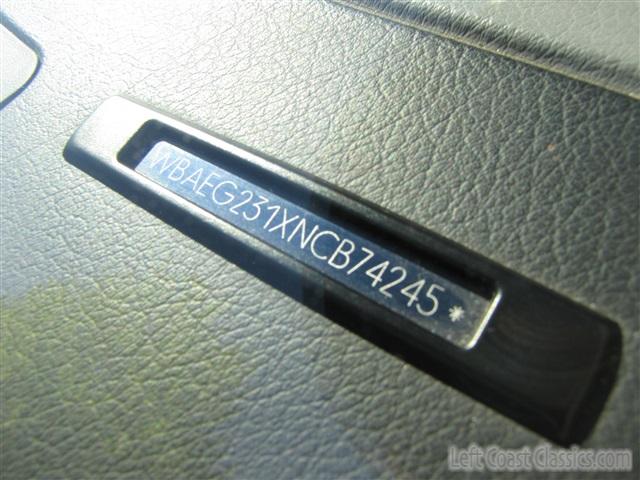 WBAEG231XNCB74245*
Left Coast Classics.com